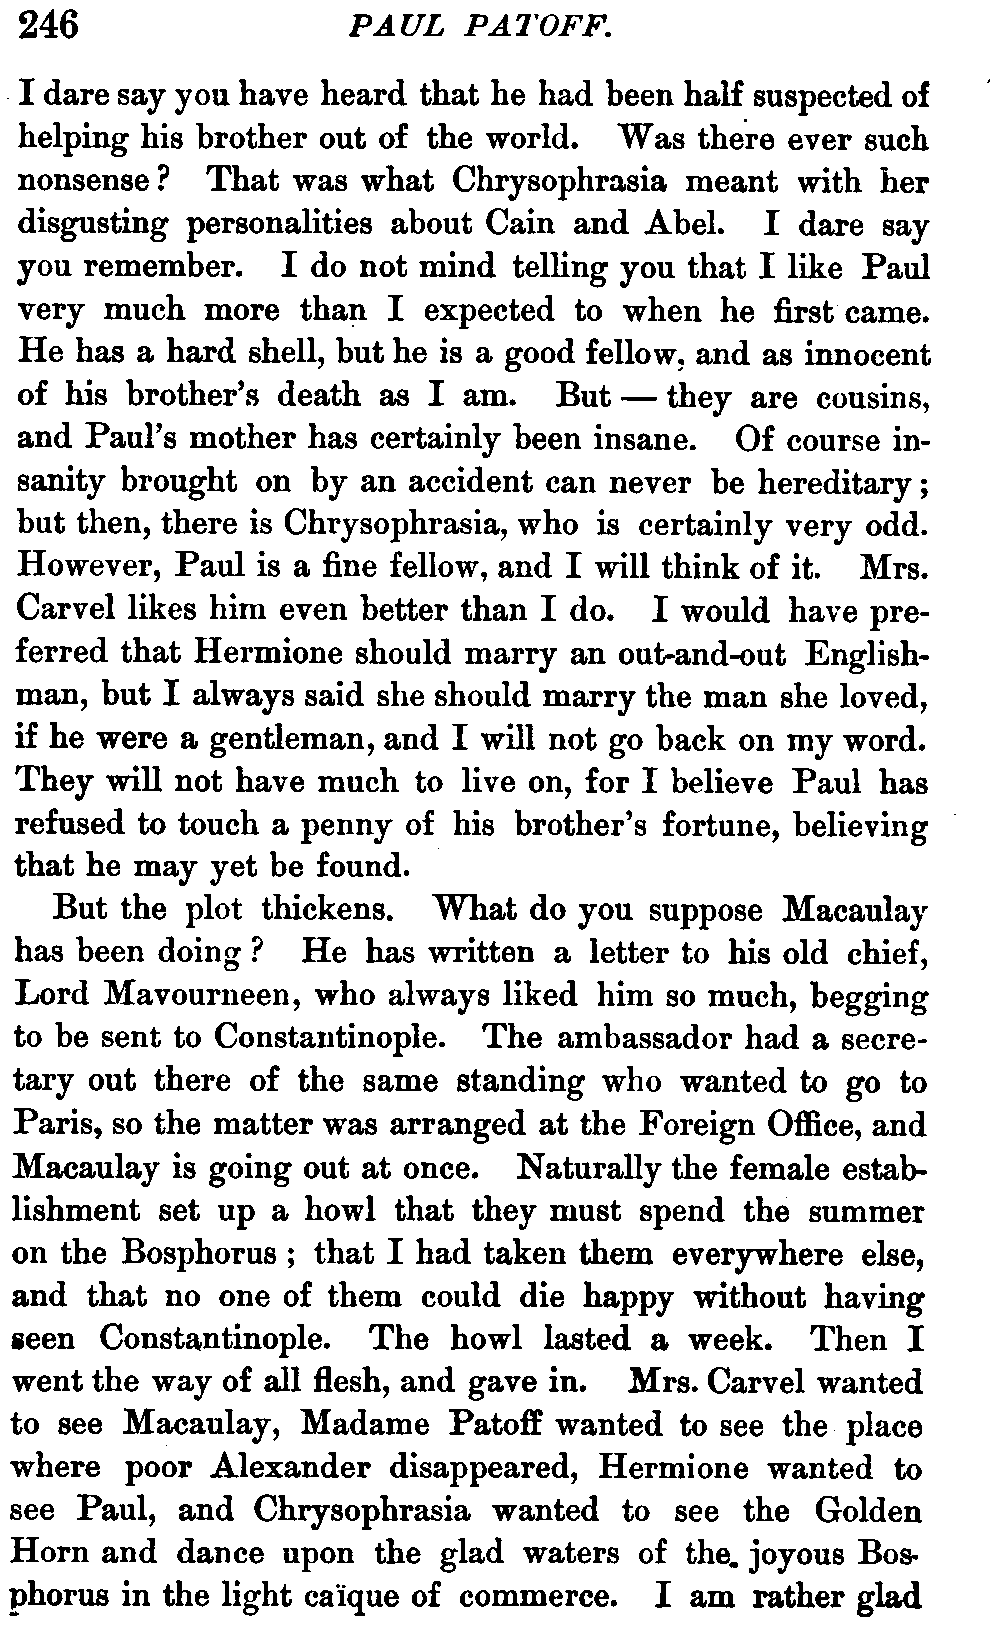 246 PAUL PATOFF.
I dare say you have heard that he had been half suspected of
helping his brother out of the world. Was there ever such
nonsense? That was what Chrysophrasia meant with her
disgusting personalities about Cain and Abel. I dare say
you remember. I do not mind telling you that I like Paul
very much more than I expected to when he first came.
He has a hard shell, but he is a good fellow, and as innocent
of his brother's death as I am. But — they are cousins,
and Paul's mother has certainly been insane. Of course in-
sanity brought on by an accident can never be hereditary;
but then, there is Chrysophrasia, who is certainly very odd.
However, Paul is a fine fellow, and I will think of it. Mrs.
Carvel likes him even better than I do. I would have pre-
ferred that Hermione should marry an out-and-out English-
man, but I always said she should marry the man she loved,
if he were a gentleman, and I will not go back on my word.
They will not have much to live on, for I believe Paul has
refused to touch a penny of his brother's fortune, believing
that he may yet be found.
But the plot thickens. What do you suppose Macaulay
has been doing? He has written a letter to his old chief,
Lord Mavourneen, who always liked him so much, begging
to be sent to Constantinople. The ambassador had a secre-
tary out there of the same standing who wanted to go to
Paris, so the matter was arranged at the Foreign Office, and
Macaulay is going out at once. Naturally the female estab-
lishment set up a howl that they must spend the summer
on the Bosphorus; that I had taken them everywhere else,
and that no one of them could die happy without having
seen Constantinople. The howl lasted a week. Then I
went the way of all flesh, and gave in. Mrs. Carvel wanted
to see Macaulay, Madame Patoff wanted to see the place
where poor Alexander disappeared, Hermione wanted to
see Paul, and Chrysophrasia wanted to see the Golden
Horn and dance upon the glad waters of the joyous Bos-
phorus in the light caïque of commerce. I am rather glad